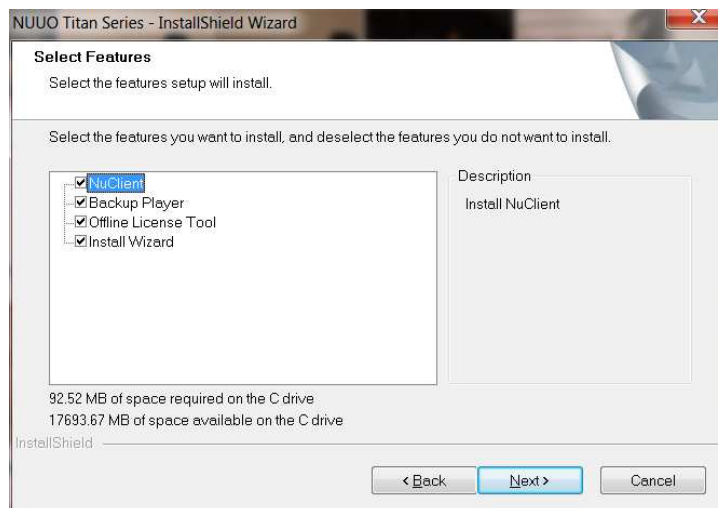 NUUO Titan Series - InstallShield Wizard
Select Features
Select the features setup will install.
Select the features you want to install, and deselect the features you do not want to install.
NuClient
Backup Player
Offline License Tool
Install Wizard
Description
Install NuClient
92.52 MB of space required on the C drive
17693.67 MB of space available on the C drive
InstallShield
< Back
Next >
Cancel